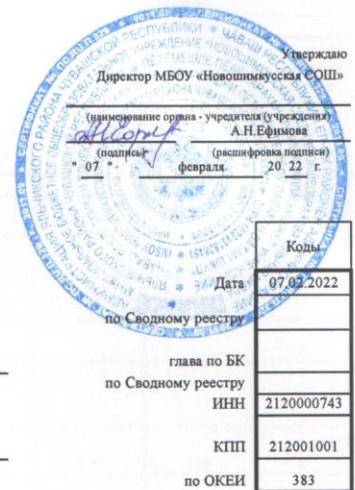 Утверждаю
Директор МБОУ «Новошимкусская СОШ»
(наименование органа - учредителя (учреждения)
А.Н.Ефимова
(подпись) (расшифровка подписи)
" 07 " февраля 20 22 г.
Коды
Дата 07.02.2022
по Сводному реестру
глава по БК
по Сводному реестру
ИНН 2120000743
КПП 212001001
по ОКЕИ 383